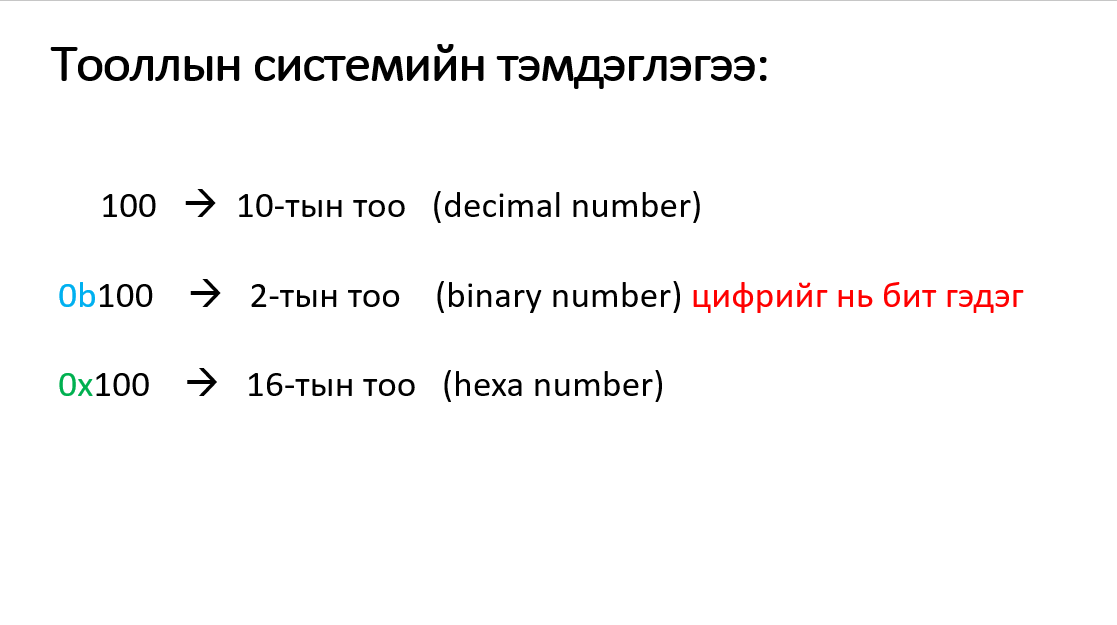 Тооллын системийн тэмдэглэгээ:
100 → 10-тын тоо (decimal number)
0b100 → 2-тын тоо (binary number) цифрийг нь бит гэдэг
0x100 → 16-тын тоо (hexa number)